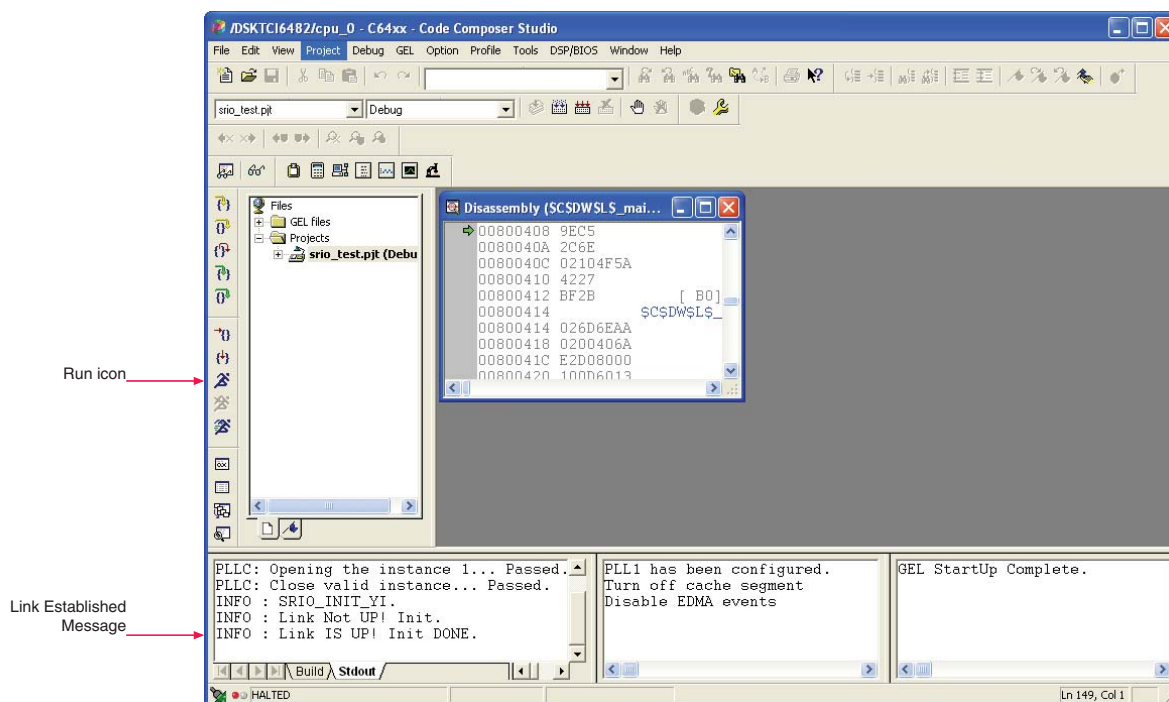 /DSKTCI6482/cpu_0 - C64xx - Code Composer Studio
File Edit View Project Debug GEL Option Profile Tools DSP/BIOS Window Help
srio_test.pjt Debug
Files
GEL files
Projects
srio_test.pjt (Debu
Disassembly ($C$DW$L$_mai...
00800408 9EC5
0080040A 2C6E
0080040C 02104F5A
00800410 4227
00800412 BF2B [ B0]
00800414 $C$DW$L$_
00800414 026D6EAA
00800418 0200406A
0080041C E2D08000
00800420 100D6013
Run icon
Link Established
Message
PLLC: Opening the instance 1... Passed.
PLLC: Close valid instance... Passed.
INFO : SRIO_INIT_YI.
INFO : Link Not UP! Init.
INFO : Link IS UP! Init DONE.
Build Stdout
PLL1 has been configured.
Turn off cache segment
Disable EDMA events
GEL StartUp Complete.
HALTED
Ln 149, Col 1